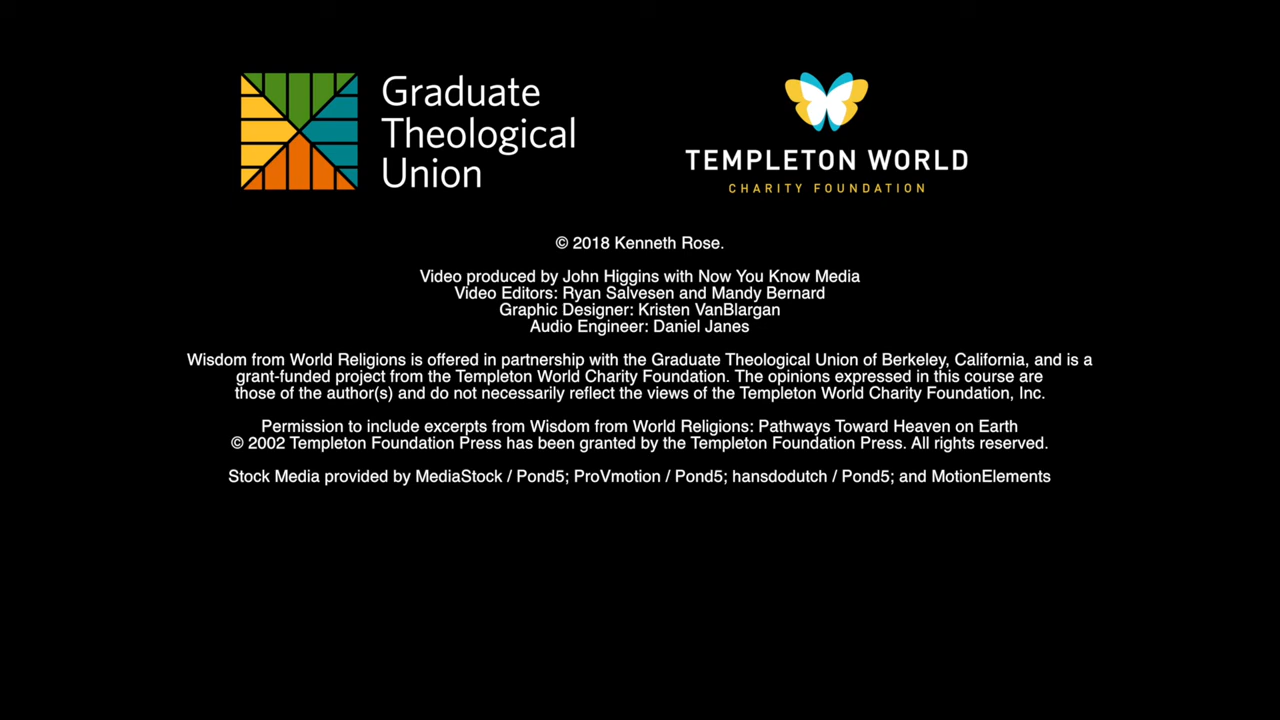 Graduate
Theological
Union
TEMPLETON WORLD
CHARITY FOUNDATION
© 2018 Kenneth Rose.
Video produced by John Higgins with Now You Know Media
Video Editors: Ryan Salvesen and Mandy Bernard
Graphic Designer: Kristen VanBlargan
Audio Engineer: Daniel Janes
Wisdom from World Religions is offered in partnership with the Graduate Theological Union of Berkeley, California, and is a
grant-funded project from the Templeton World Charity Foundation. The opinions expressed in this course are
those of the author(s) and do not necessarily reflect the views of the Templeton World Charity Foundation, Inc.
Permission to include excerpts from Wisdom from World Religions: Pathways Toward Heaven on Earth
© 2002 Templeton Foundation Press has been granted by the Templeton Foundation Press. All rights reserved.
Stock Media provided by MediaStock / Pond5; ProVmotion / Pond5; hansdodutch / Pond5; and MotionElements